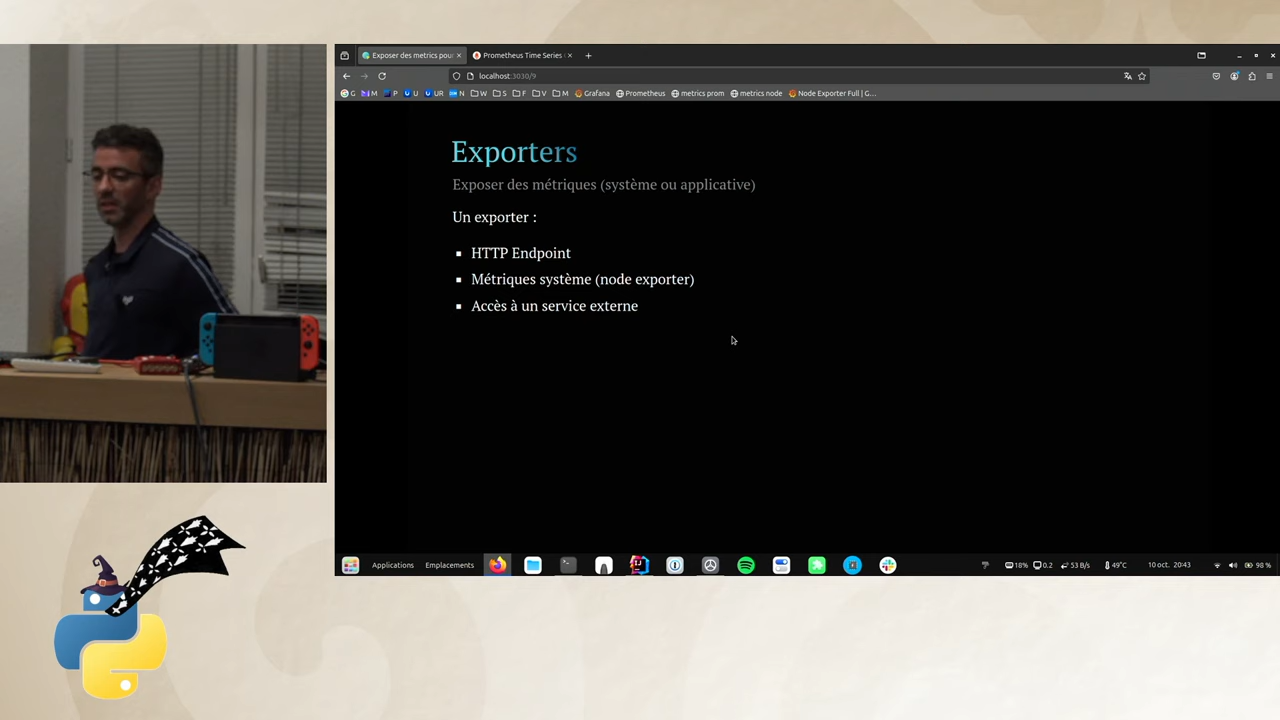 Exposer des metrics pou
Prometheus Time Series
localhost:3030/9
G M P U UR N W S F V M Grafana Prometheus metrics prom metrics node Node Exporter Full | G...
Exporters
Exposer des métriques (système ou applicative)
Un exporter :
HTTP Endpoint
Métriques système (node exporter)
Accès à un service externe
Applications Emplacements 18% 0.2 53 B/s 49°C 10 oct. 20:43 98 %